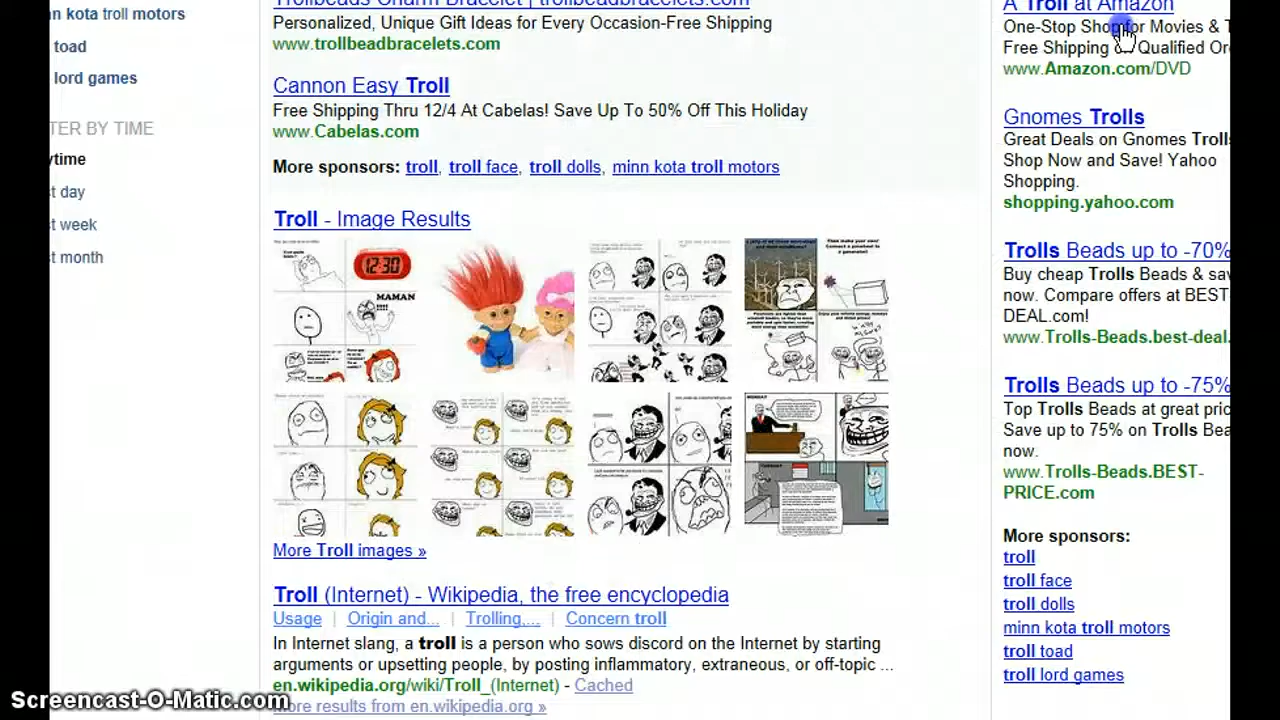 n kota troll motors
toad
lord games
TER BY TIME
ytime
t day
t week
t month
Trollbeads Charm Bracelet | trollbeadbracelets.com
Personalized, Unique Gift Ideas for Every Occasion-Free Shipping
www.trollbeadbracelets.com
Cannon Easy Troll
Free Shipping Thru 12/4 At Cabelas! Save Up To 50% Off This Holiday
www.Cabelas.com
More sponsors: troll, troll face, troll dolls, minn kota troll motors
Troll - Image Results
12:30
MAMAN
!!!!
More Troll images »
Troll (Internet) - Wikipedia, the free encyclopedia
Usage | Origin and... | Trolling,... | Concern troll
In Internet slang, a troll is a person who sows discord on the Internet by starting
arguments or upsetting people, by posting inflammatory, extraneous, or off-topic ...
en.wikipedia.org/wiki/Troll_(Internet) - Cached
More results from en.wikipedia.org »
A Troll at Amazon
One-Stop Shop for Movies & T
Free Shipping on Qualified Or
www.Amazon.com/DVD
Gnomes Trolls
Great Deals on Gnomes Trolls
Shop Now and Save! Yahoo
Shopping.
shopping.yahoo.com
Trolls Beads up to -70%
Buy cheap Trolls Beads & sav
now. Compare offers at BEST-
DEAL.com!
www.Trolls-Beads.best-deal.
Trolls Beads up to -75%
Top Trolls Beads at great pric
Save up to 75% on Trolls Bea
now.
www.Trolls-Beads.BEST-
PRICE.com
More sponsors:
troll
troll face
troll dolls
minn kota troll motors
troll toad
troll lord games
Screencast-O-Matic.com